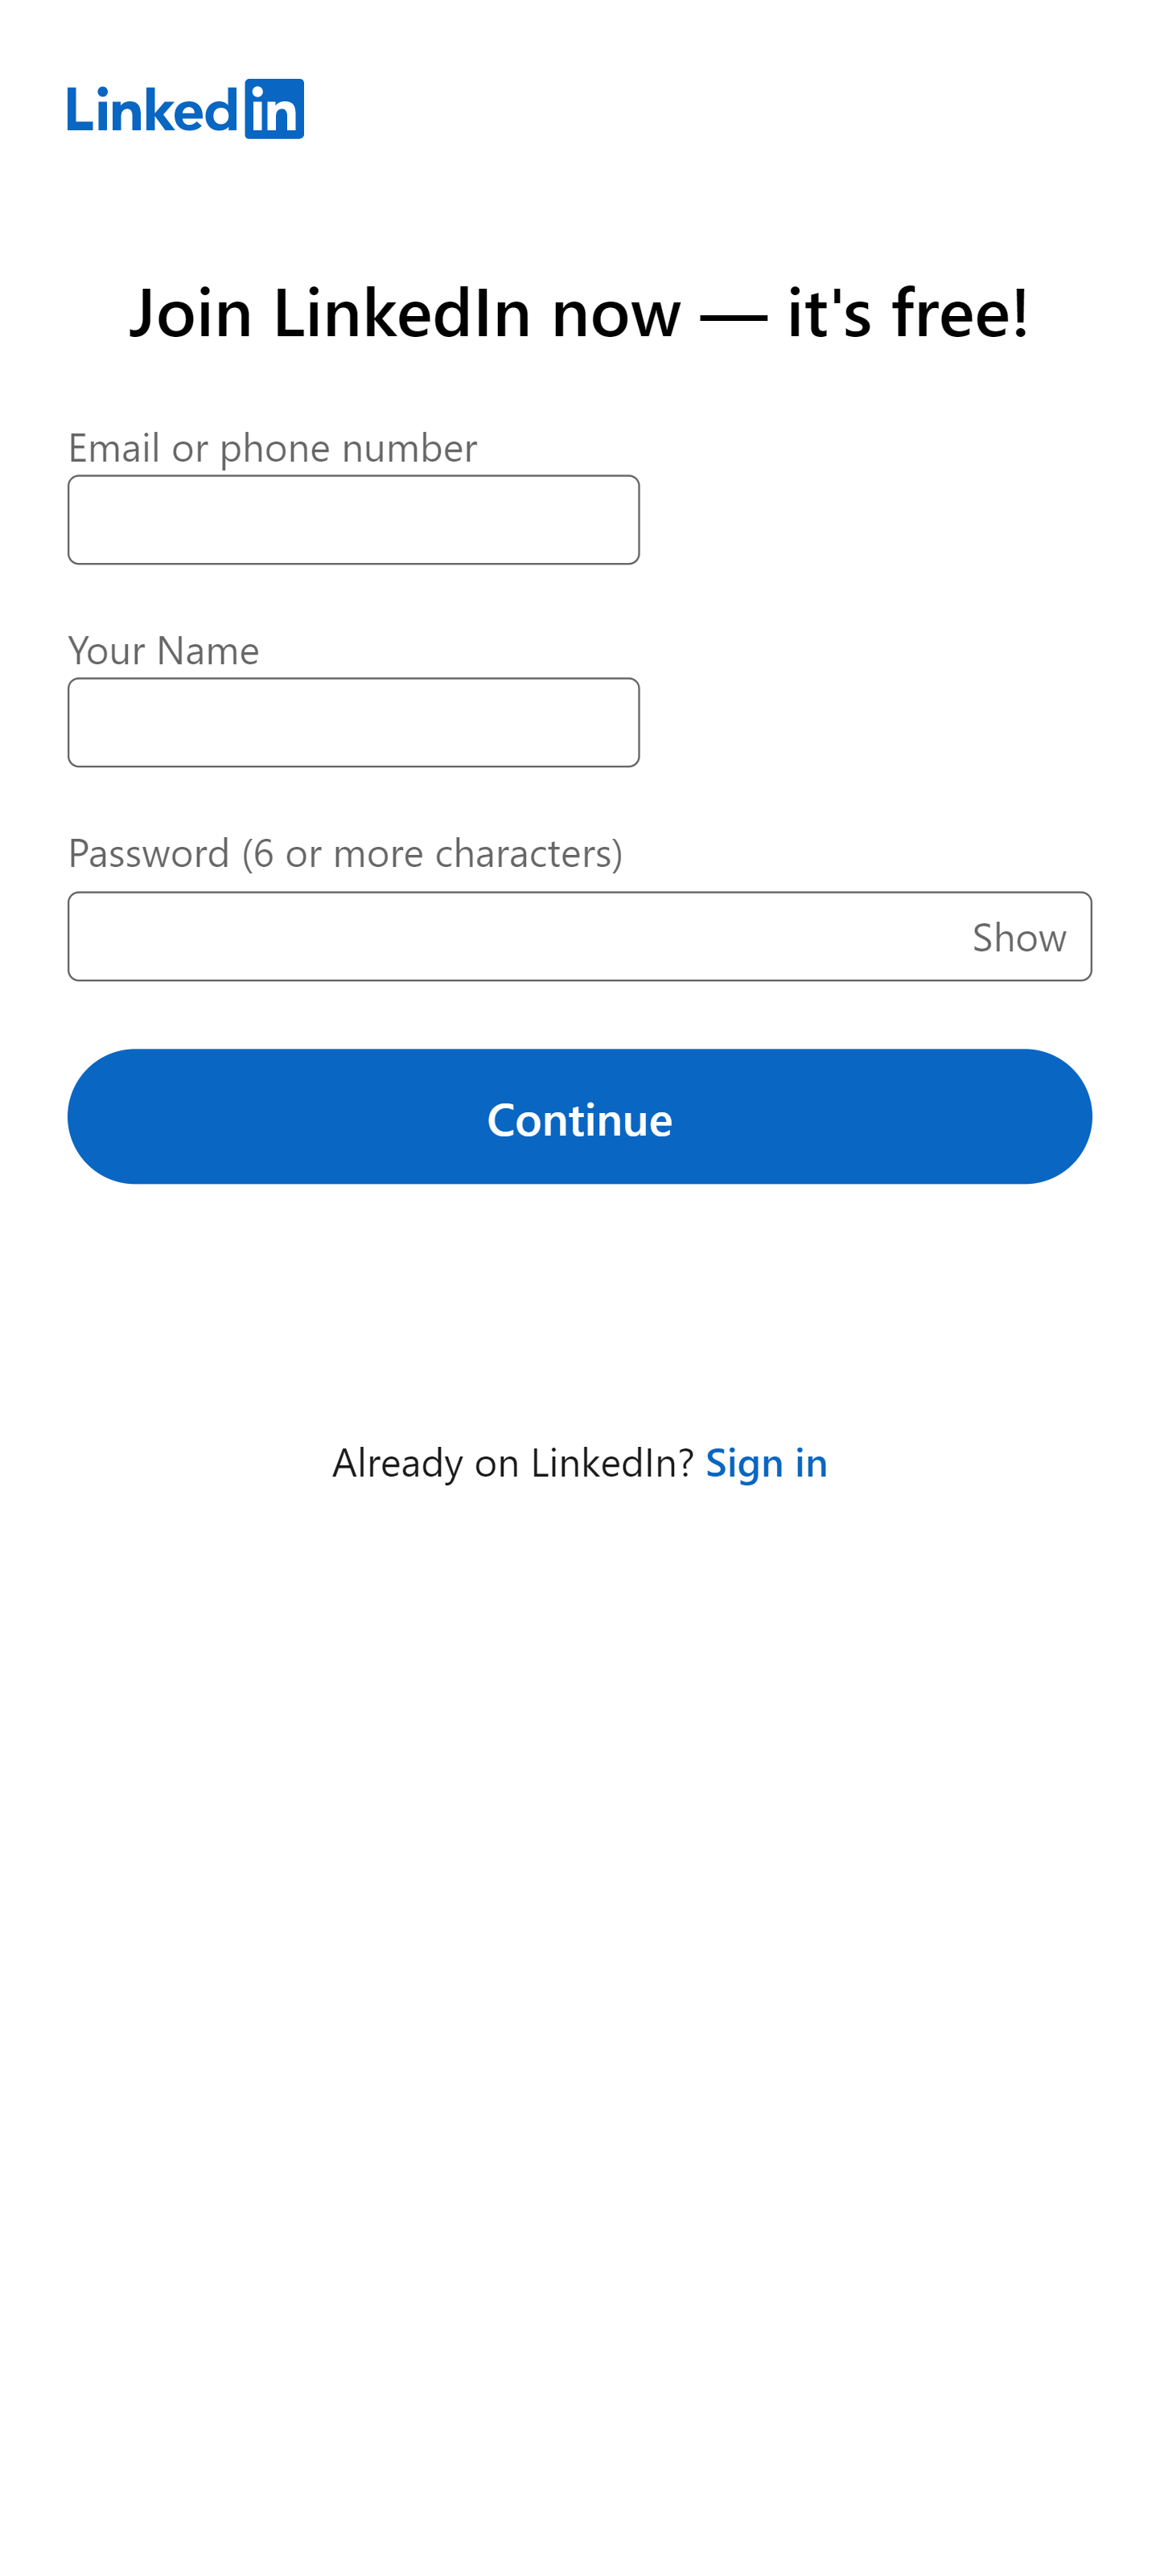 Linkedin
Join LinkedIn now — it's free!
Email or phone number
Your Name
Password (6 or more characters)
Show
Continue
Already on LinkedIn? Sign in